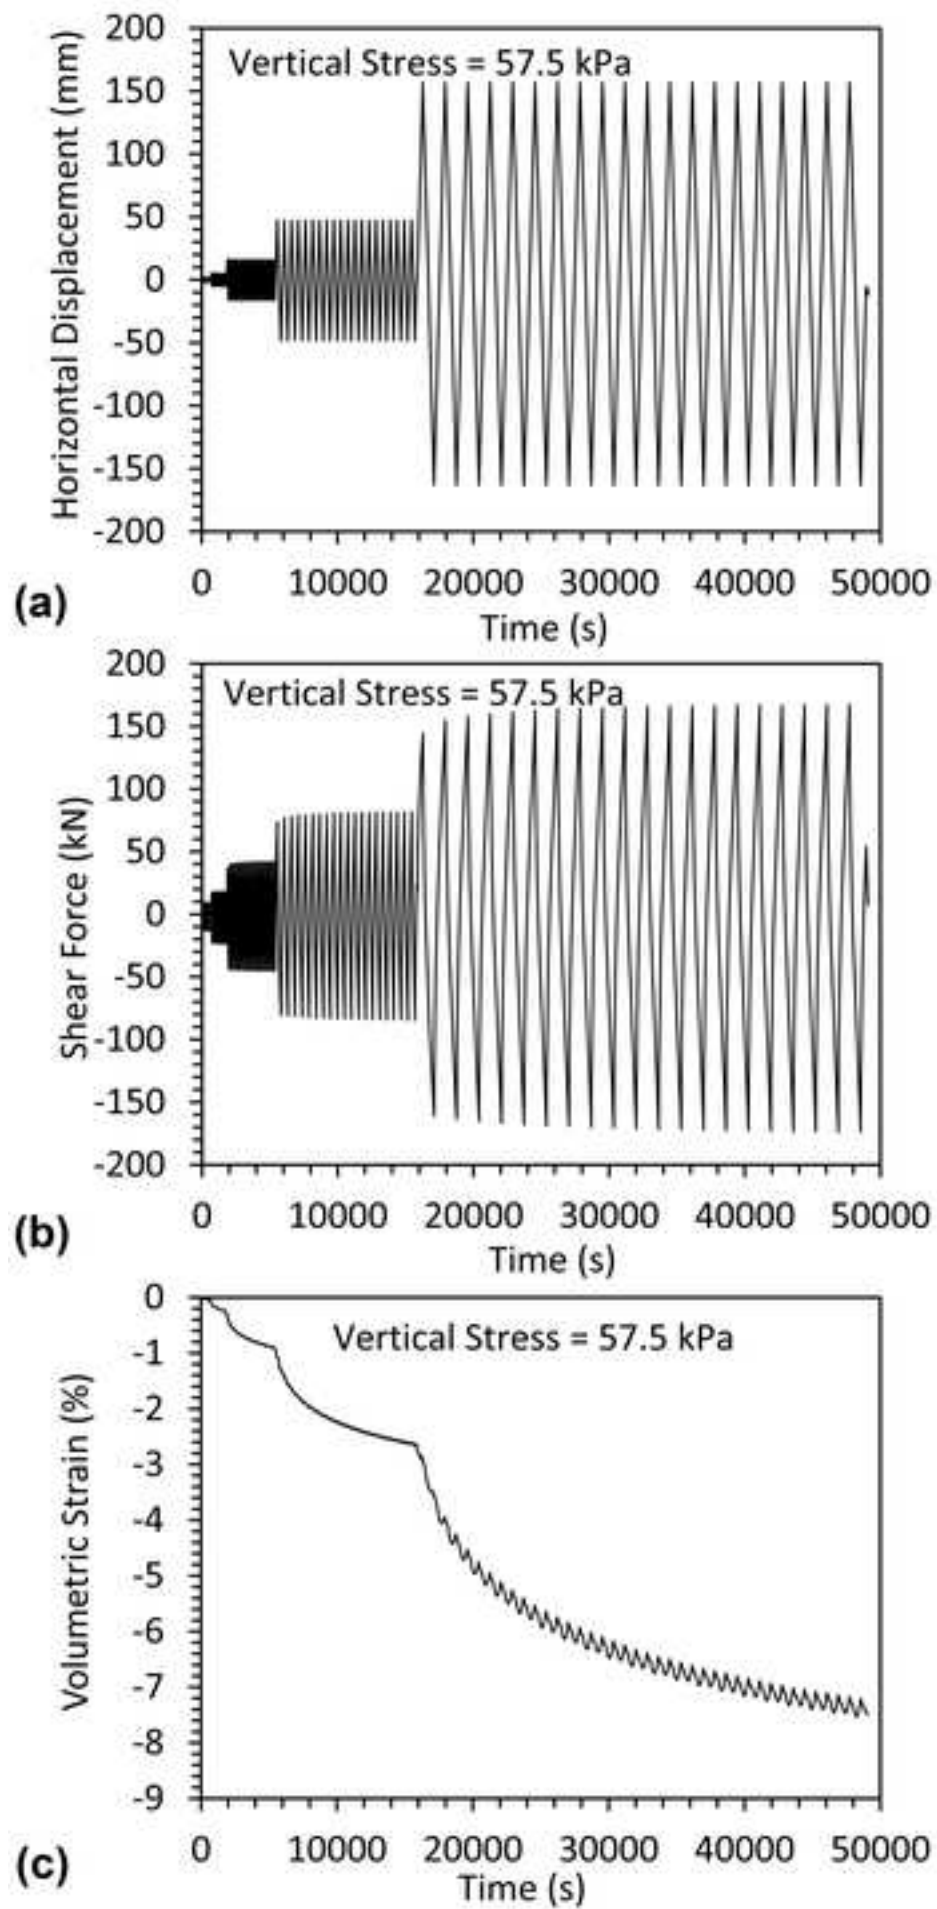 Vertical Stress = 57.5 kPa
Horizontal Displacement (mm)
200
150
100
50
0
-50
-100
-150
-200
0 10000 20000 30000 40000 50000
Time (s)
(a)
Vertical Stress = 57.5 kPa
Shear Force (kN)
200
150
100
50
0
-50
-100
-150
-200
0 10000 20000 30000 40000 50000
Time (s)
(b)
Vertical Stress = 57.5 kPa
Volumetric Strain (%)
0
-1
-2
-3
-4
-5
-6
-7
-8
-9
0 10000 20000 30000 40000 50000
Time (s)
(c)